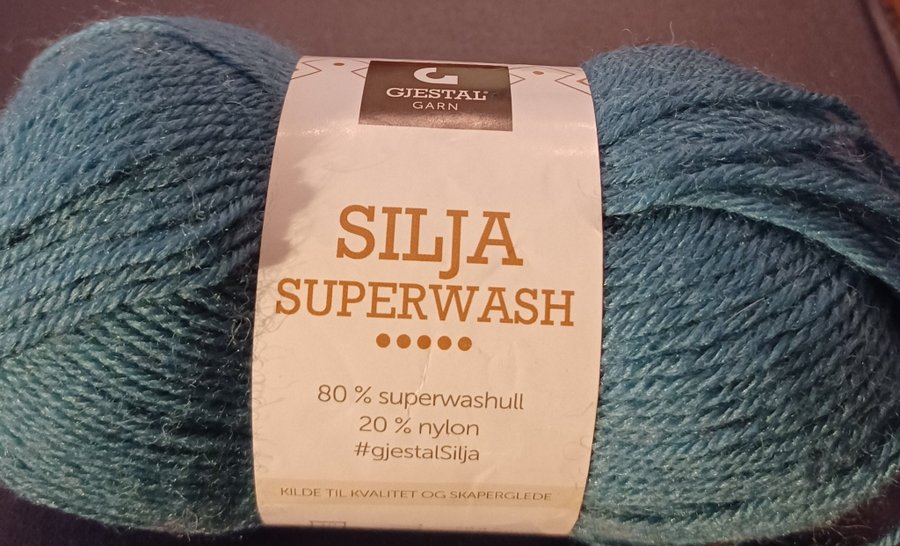 GJESTAL
GARN
SILJA
SUPERWASH
80 % superwashull
20 % nylon
#gjestalSilja
KILDE TIL KVALITET OG SKAPERGLEDE